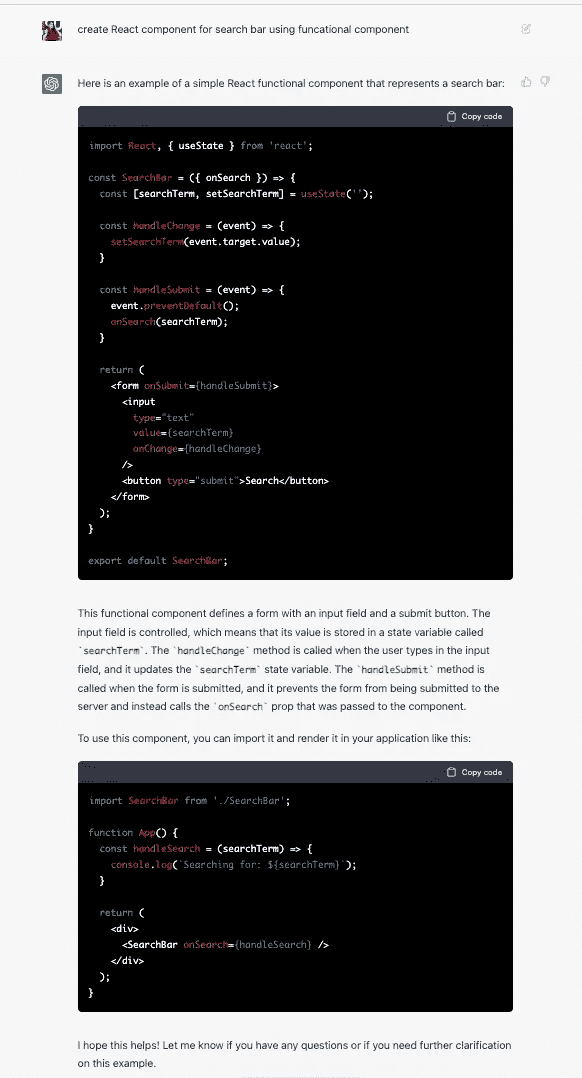 create React component for search bar using funcational component
Here is an example of a simple React functional component that represents a search bar:
Copy code
import React, { useState } from 'react';
const SearchBar = ({ onSearch }) => {
const [searchTerm, setSearchTerm] = useState('');
const handleChange = (event) => {
setSearchTerm(event.target.value);
}
const handleSubmit = (event) => {
event.preventDefault();
onSearch(searchTerm);
}
return (
<form onSubmit={handleSubmit}>
<input
type="text"
value={searchTerm}
onChange={handleChange}
/>
<button type="submit">Search</button>
</form>
);
}
export default SearchBar;
This functional component defines a form with an input field and a submit button. The
input field is controlled, which means that its value is stored in a state variable called
`searchTerm`. The `handleChange` method is called when the user types in the input
field, and it updates the `searchTerm` state variable. The `handleSubmit` method is
called when the form is submitted, and it prevents the form from being submitted to the
server and instead calls the `onSearch` prop that was passed to the component.
To use this component, you can import it and render it in your application like this:
Copy code
import SearchBar from './SearchBar';
function App() {
const handleSearch = (searchTerm) => {
console.log(`Searching for: ${searchTerm}`);
}
return (
<div>
<SearchBar onSearch={handleSearch} />
</div>
);
}
I hope this helps! Let me know if you have any questions or if you need further clarification
on this example.